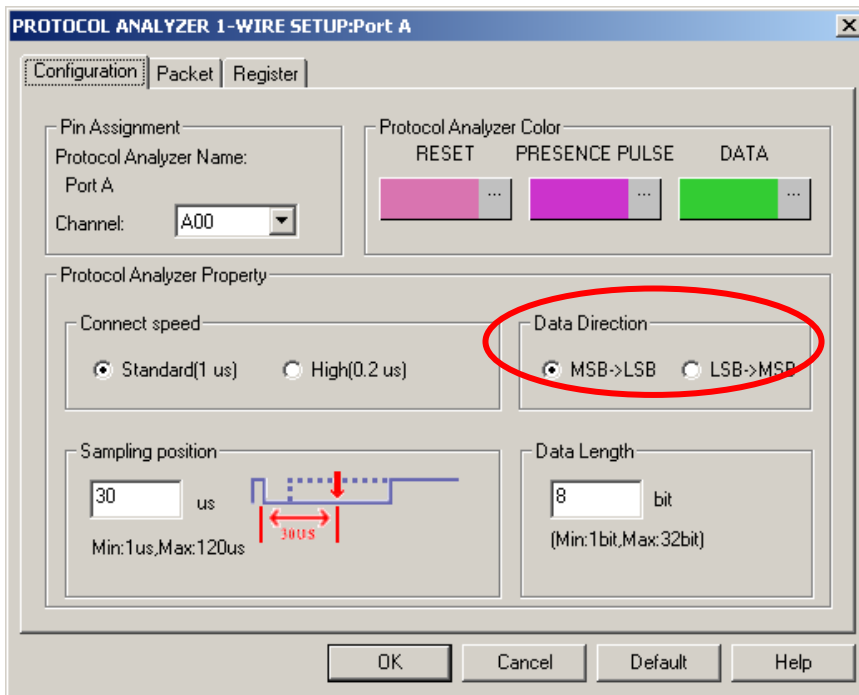 PROTOCOL ANALYZER 1-WIRE SETUP:Port A
Configuration Packet Register
Pin Assignment
Protocol Analyzer Name:
Port A
Channel: A00
Protocol Analyzer Color
RESET PRESENCE PULSE DATA
... ... ...
Protocol Analyzer Property
Connect speed
Standard(1 us) High(0.2 us)
Data Direction
MSB->LSB LSB->MSB
Sampling position
30 us
30US
Min:1us,Max:120us
Data Length
8 bit
(Min:1bit,Max:32bit)
OK Cancel Default Help